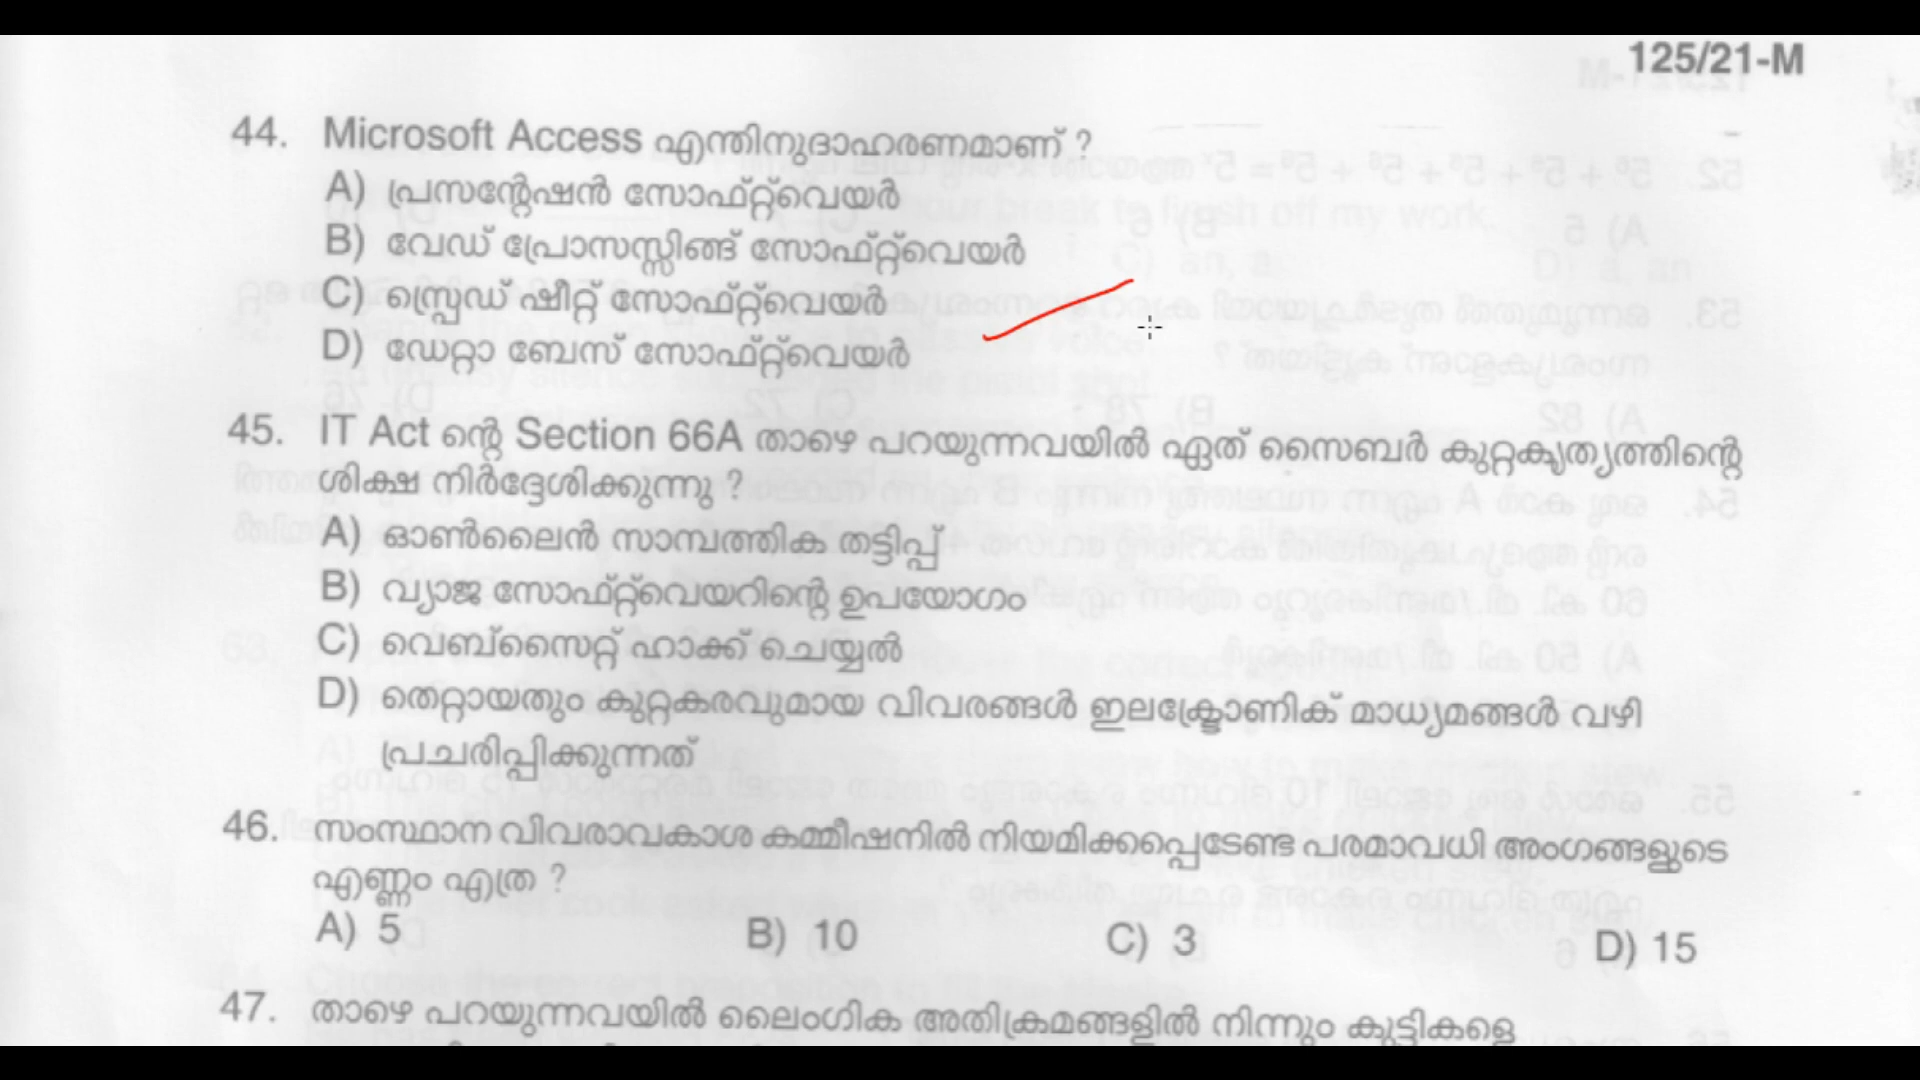 125/21-M
44. Microsoft Access എന്തിനുദാഹരണമാണ് ?
A) പ്രസന്റേഷൻ സോഫ്റ്റ്‌വെയർ
B) വേഡ് പ്രോസസ്സിങ്ങ് സോഫ്റ്റ്‌വെയർ
C) സ്പ്രെഡ് ഷീറ്റ് സോഫ്റ്റ്‌വെയർ
D) ഡേറ്റാ ബേസ് സോഫ്റ്റ്‌വെയർ
45. IT Act ന്റെ Section 66A താഴെ പറയുന്നവയിൽ ഏത് സൈബർ കുറ്റകൃത്യത്തിന്റെ
ശിക്ഷ നിർദ്ദേശിക്കുന്നു ?
A) ഓൺലൈൻ സാമ്പത്തിക തട്ടിപ്പ്
B) വ്യാജ സോഫ്റ്റ്‌വെയറിന്റെ ഉപയോഗം
C) വെബ്സൈറ്റ് ഹാക്ക് ചെയ്യൽ
D) തെറ്റായതും കുറ്റകരവുമായ വിവരങ്ങൾ ഇലക്ട്രോണിക് മാധ്യമങ്ങൾ വഴി
പ്രചരിപ്പിക്കുന്നത്
46. സംസ്ഥാന വിവരാവകാശ കമ്മീഷനിൽ നിയമിക്കപ്പെടേണ്ട പരമാവധി അംഗങ്ങളുടെ
എണ്ണം എത്ര ?
A) 5 B) 10 C) 3 D) 15
47. താഴെ പറയുന്നവയിൽ ലൈംഗിക അതിക്രമങ്ങളിൽ നിന്നും കുട്ടികളെ